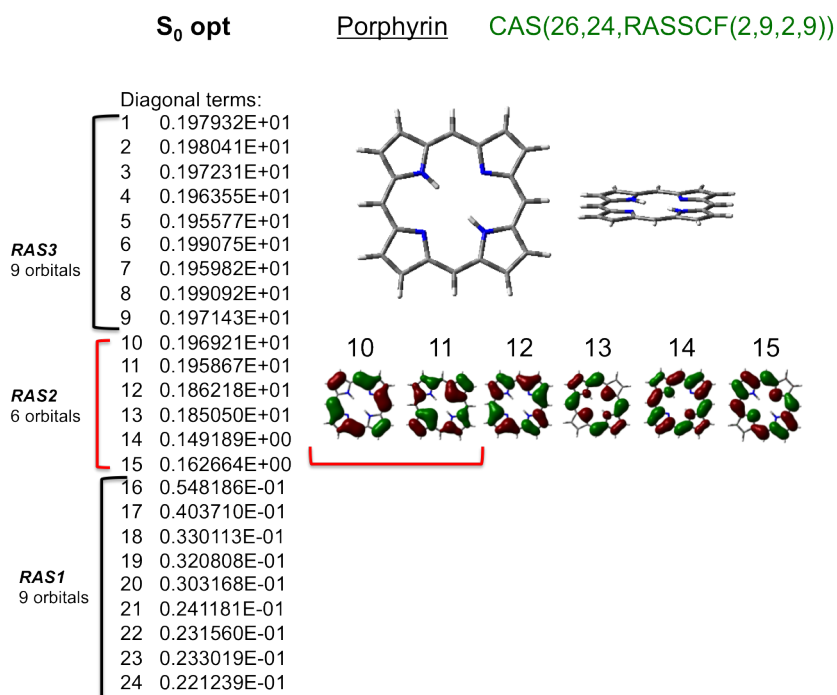 S0 opt Porphyrin CAS(26,24,RASSCF(2,9,2,9))
Diagonal terms:
1 0.197932E+01
2 0.198041E+01
3 0.197231E+01
4 0.196355E+01
5 0.195577E+01
RAS3
6 0.199075E+01
9 orbitals
7 0.195982E+01
8 0.199092E+01
9 0.197143E+01
10 0.196921E+01
10 11 12 13 14 15
11 0.195867E+01
RAS2
12 0.186218E+01
6 orbitals
13 0.185050E+01
14 0.149189E+00
15 0.162664E+00
16 0.548186E-01
17 0.403710E-01
18 0.330113E-01
19 0.320808E-01
RAS1
20 0.303168E-01
9 orbitals
21 0.241181E-01
22 0.231560E-01
23 0.233019E-01
24 0.221239E-01